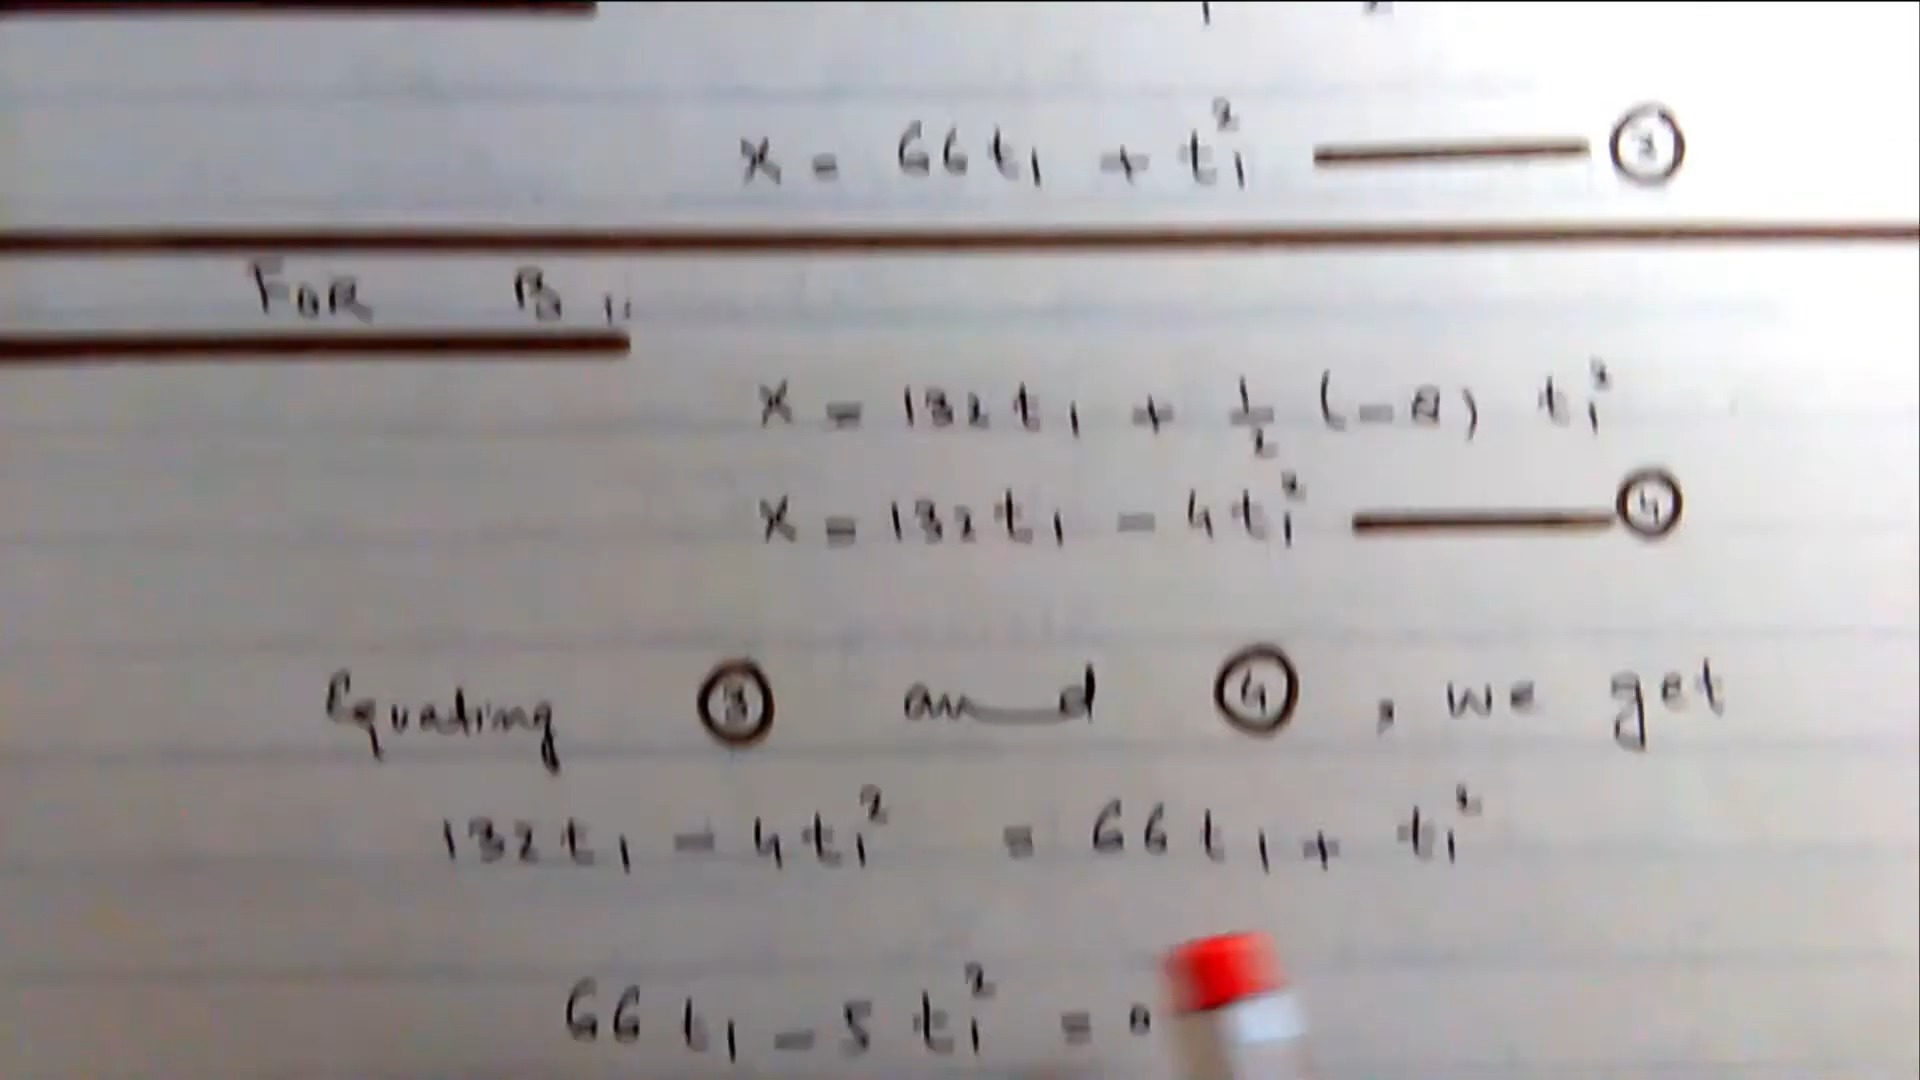 x = 66t₁ + t₁² ——— ③
FOR B :
x = 132t₁ + 1/2 (-8) t₁²
x = 132t₁ - 4t₁² ——— ④
Equating ③ and ④, we get
132t₁ - 4t₁² = 66t₁ + t₁²
66t₁ - 5t₁² = 0